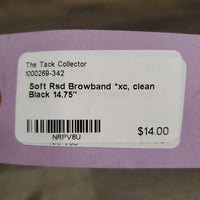 The Tack Collector
1000269-342
Soft Rsd Browband *xc, clean
Black 14.75"
$14.00
NRPV8U